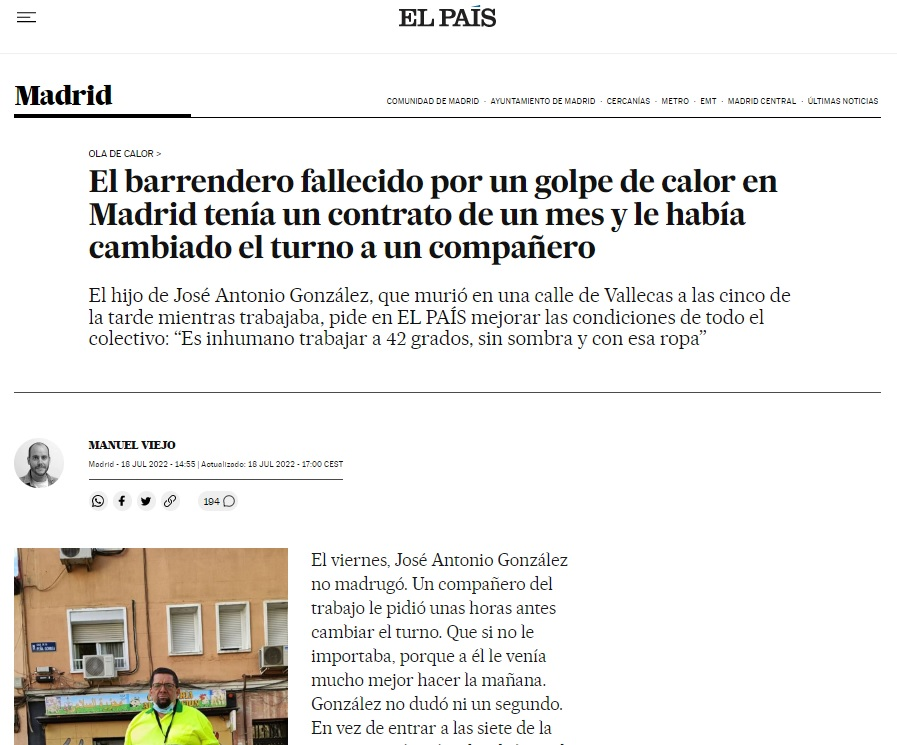 EL PAÍS
Madrid
COMUNIDAD DE MADRID · AYUNTAMIENTO DE MADRID · CERCANÍAS · METRO · EMT · MADRID CENTRAL · ÚLTIMAS NOTICIAS
OLA DE CALOR >
El barrendero fallecido por un golpe de calor en
Madrid tenía un contrato de un mes y le había
cambiado el turno a un compañero
El hijo de José Antonio González, que murió en una calle de Vallecas a las cinco de
la tarde mientras trabajaba, pide en EL PAÍS mejorar las condiciones de todo el
colectivo: “Es inhumano trabajar a 42 grados, sin sombra y con esa ropa”
MANUEL VIEJO
Madrid - 18 JUL 2022 - 14:55 | Actualizado: 18 JUL 2022 - 17:00 CEST
194
El viernes, José Antonio González
no madrugó. Un compañero del
trabajo le pidió unas horas antes
cambiar el turno. Que si no le
importaba, porque a él le venía
mucho mejor hacer la mañana.
González no dudó ni un segundo.
En vez de entrar a las siete de la